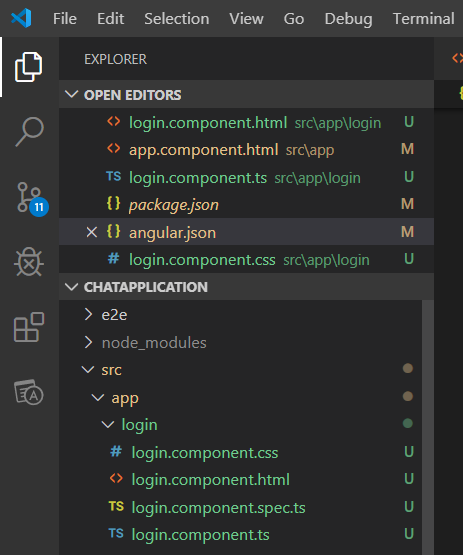 File Edit Selection View Go Debug Terminal
EXPLORER
OPEN EDITORS
<> login.component.html src\app\login U
<> app.component.html src\app M
TS login.component.ts src\app\login U
{} package.json M
{} angular.json M
# login.component.css src\app\login U
CHATAPPLICATION
e2e
node_modules
src
app
login
# login.component.css U
<> login.component.html U
TS login.component.spec.ts U
TS login.component.ts U
11